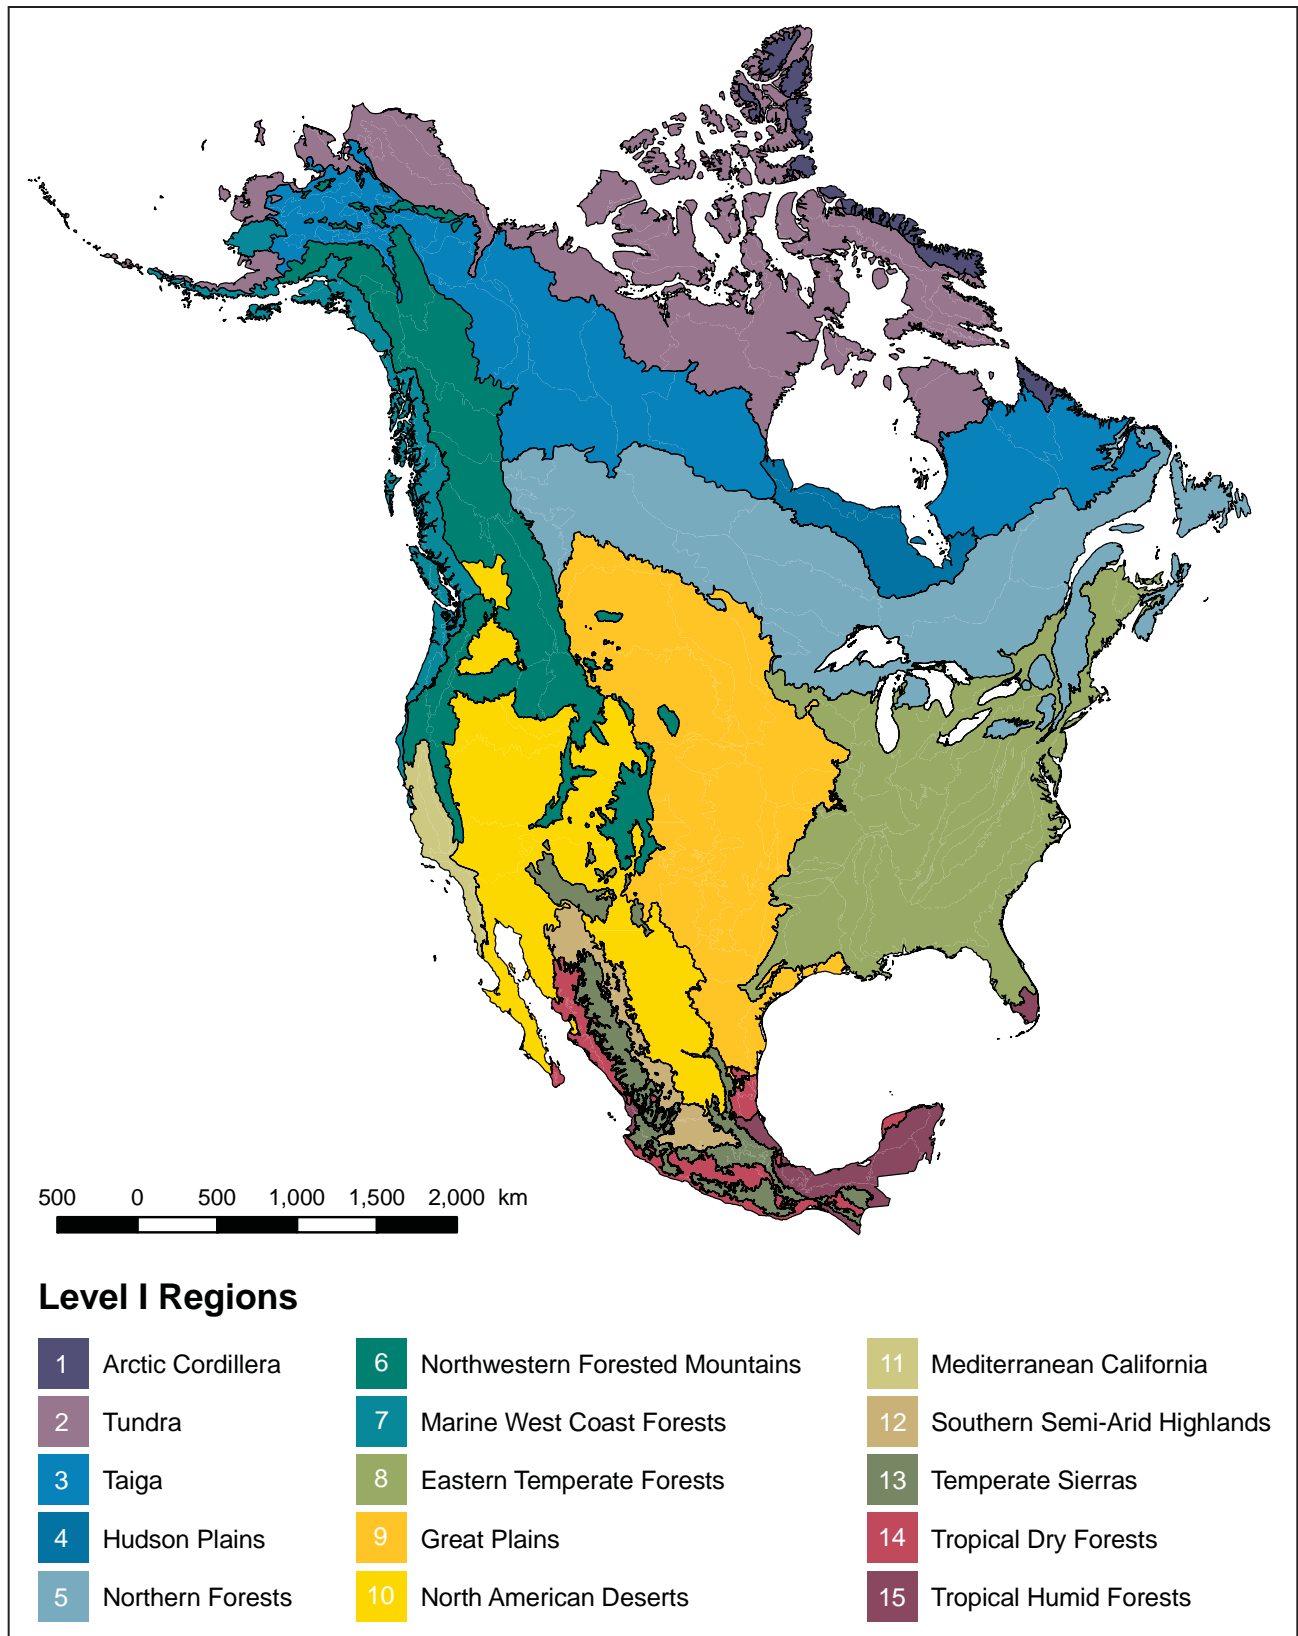 500 0 500 1,000 1,500 2,000 km
Level I Regions
1 Arctic Cordillera
2 Tundra
3 Taiga
4 Hudson Plains
5 Northern Forests
6 Northwestern Forested Mountains
7 Marine West Coast Forests
8 Eastern Temperate Forests
9 Great Plains
10 North American Deserts
11 Mediterranean California
12 Southern Semi-Arid Highlands
13 Temperate Sierras
14 Tropical Dry Forests
15 Tropical Humid Forests